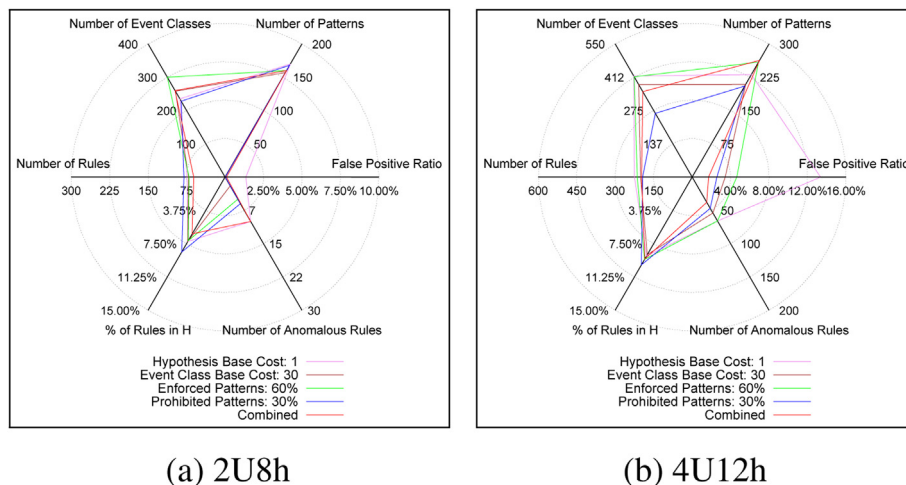 Number of Event Classes
Number of Patterns
400
200
300
150
200
100
100
50
Number of Rules
False Positive Ratio
300
225
150
75
2.50%
5.00%
7.50%
10.00%
3.75%
7
7.50%
15
11.25%
22
15.00%
30
% of Rules in H
Number of Anomalous Rules
Hypothesis Base Cost: 1
Event Class Base Cost: 30
Enforced Patterns: 60%
Prohibited Patterns: 30%
Combined
(a) 2U8h
Number of Event Classes
Number of Patterns
550
300
412
225
275
150
137
75
Number of Rules
False Positive Ratio
600
450
300
150
4.00%
8.00%
12.00%
16.00%
3.75%
50
7.50%
100
11.25%
150
15.00%
200
% of Rules in H
Number of Anomalous Rules
Hypothesis Base Cost: 1
Event Class Base Cost: 30
Enforced Patterns: 60%
Prohibited Patterns: 30%
Combined
(b) 4U12h